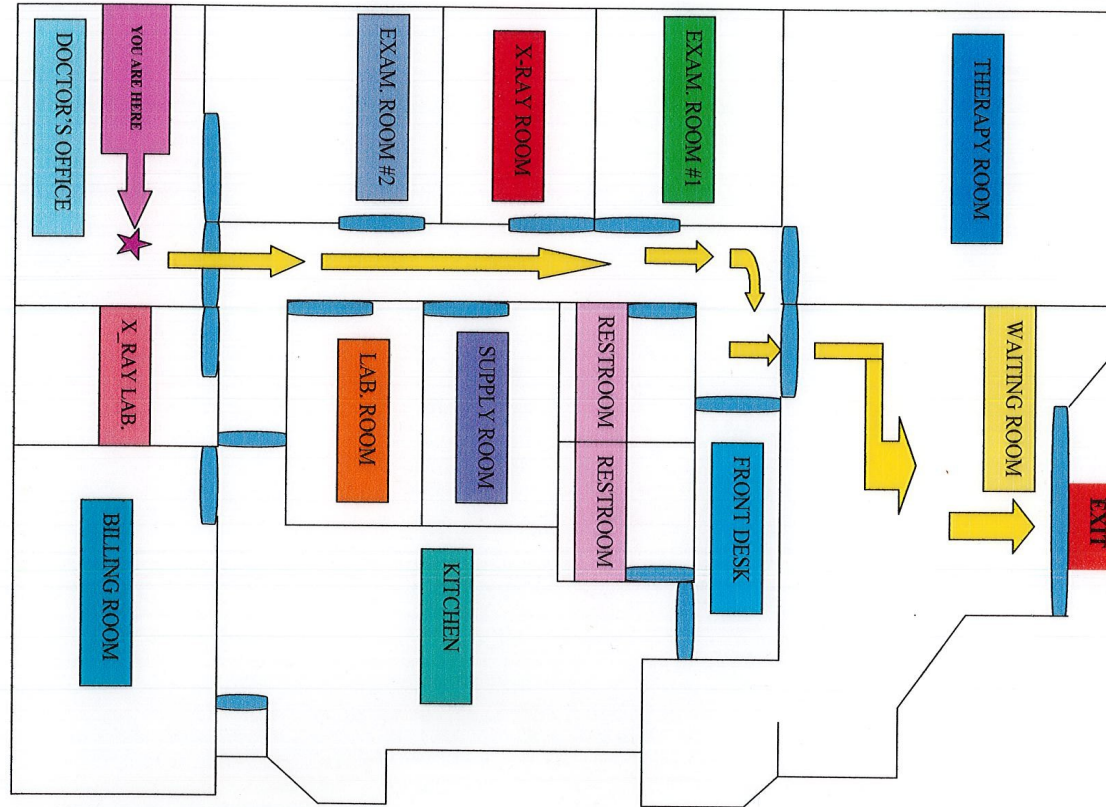 DOCTOR'S OFFICE
YOU ARE HERE
EXAM. ROOM #2
X-RAY ROOM
EXAM. ROOM #1
THERAPY ROOM
X_RAY LAB.
LAB. ROOM
SUPPLY ROOM
RESTROOM
RESTROOM
FRONT DESK
WAITING ROOM
EXIT
BILLING ROOM
KITCHEN